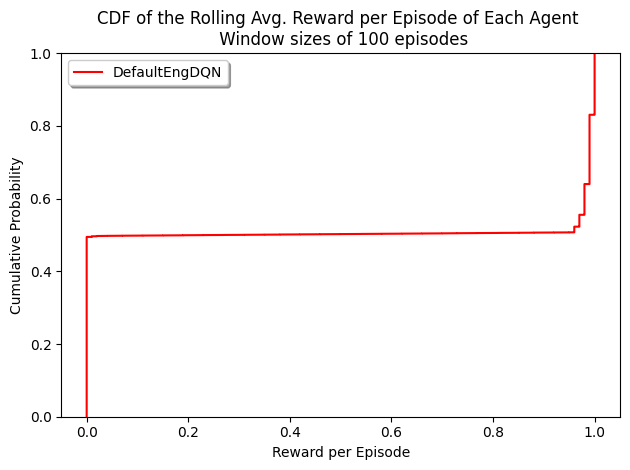 CDF of the Rolling Avg. Reward per Episode of Each Agent
Window sizes of 100 episodes
DefaultEngDQN
1.0
0.8
0.6
0.4
0.2
0.0
Cumulative Probability
0.0 0.2 0.4 0.6 0.8 1.0
Reward per Episode